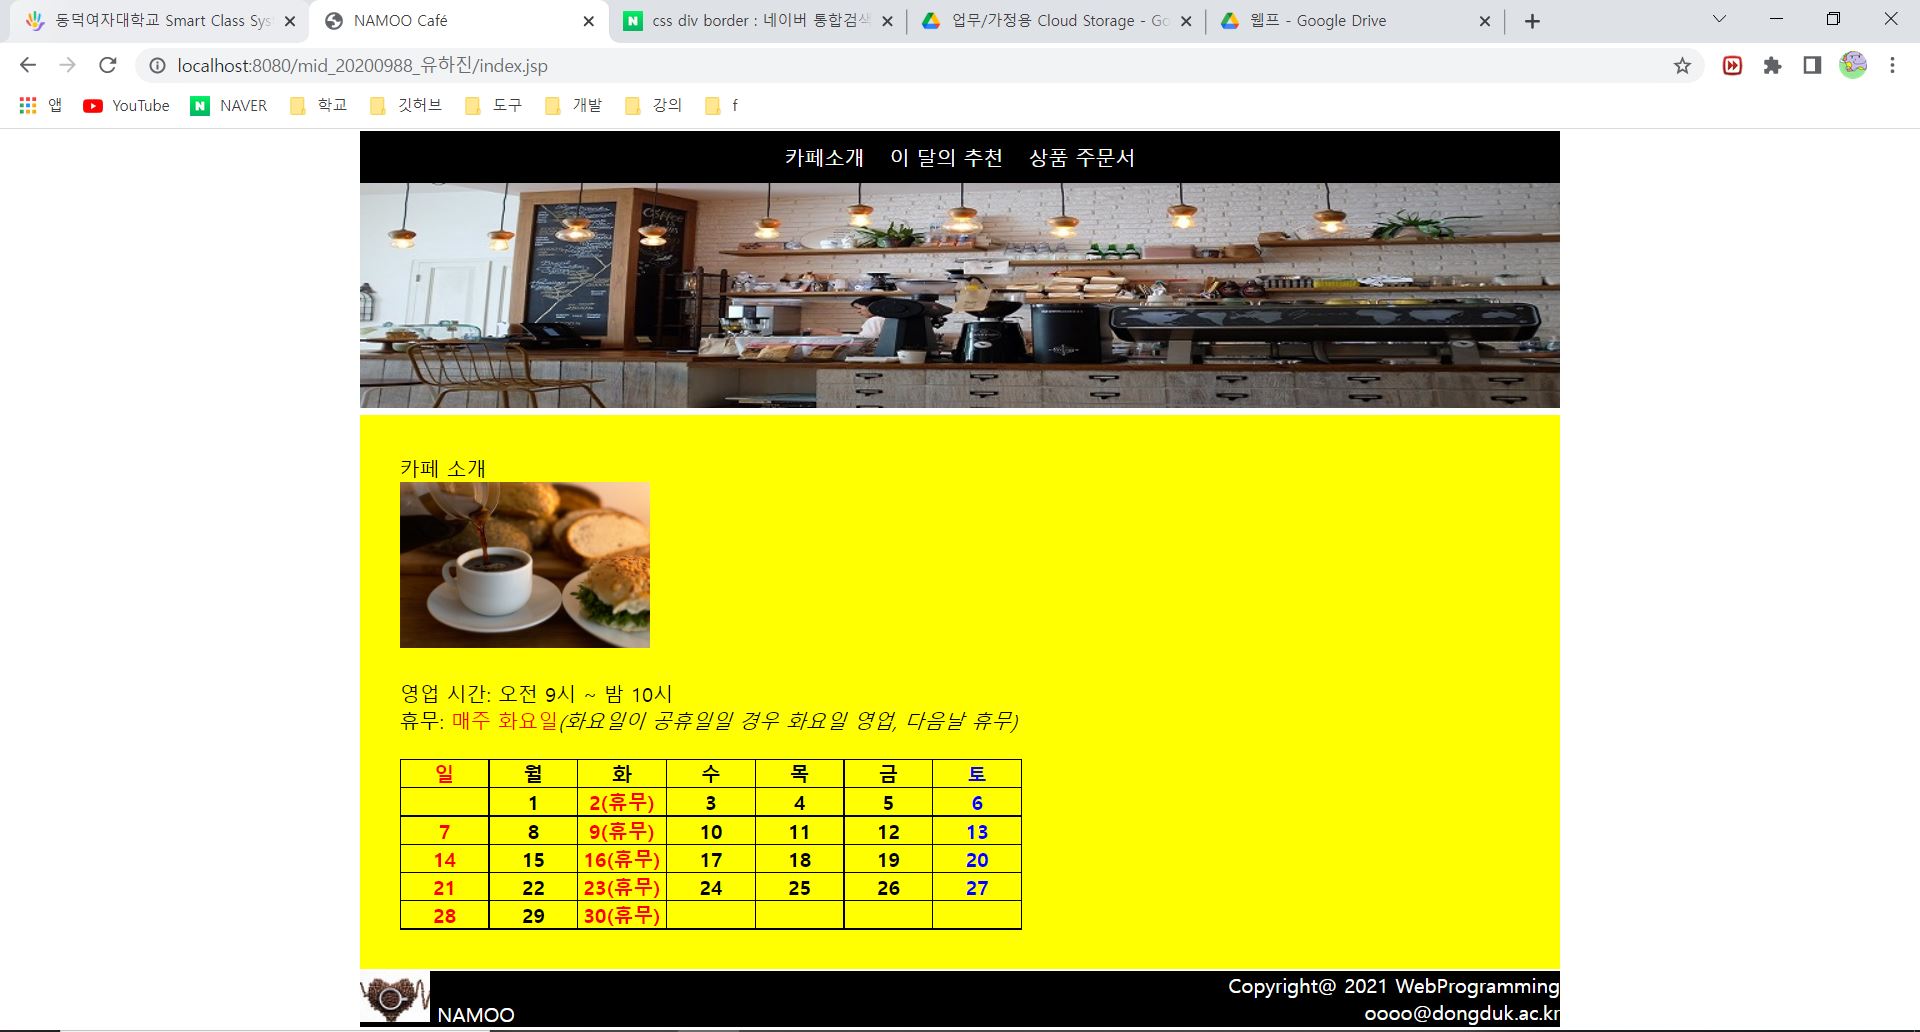 동덕여자대학교 Smart Class Sys
NAMOO Café
css div border : 네이버 통합검색
업무/가정용 Cloud Storage - Go
웹프 - Google Drive
localhost:8080/mid_20200988_유하진/index.jsp
앱 YouTube NAVER 학교 깃허브 도구 개발 강의 f
카페소개 이 달의 추천 상품 주문서
카페 소개
영업 시간: 오전 9시 ~ 밤 10시
휴무: 매주 화요일(화요일이 공휴일일 경우 화요일 영업, 다음날 휴무)
일 월 화 수 목 금 토
1 2(휴무) 3 4 5 6
7 8 9(휴무) 10 11 12 13
14 15 16(휴무) 17 18 19 20
21 22 23(휴무) 24 25 26 27
28 29 30(휴무)
NAMOO
Copyright@ 2021 WebProgramming
oooo@dongduk.ac.kr